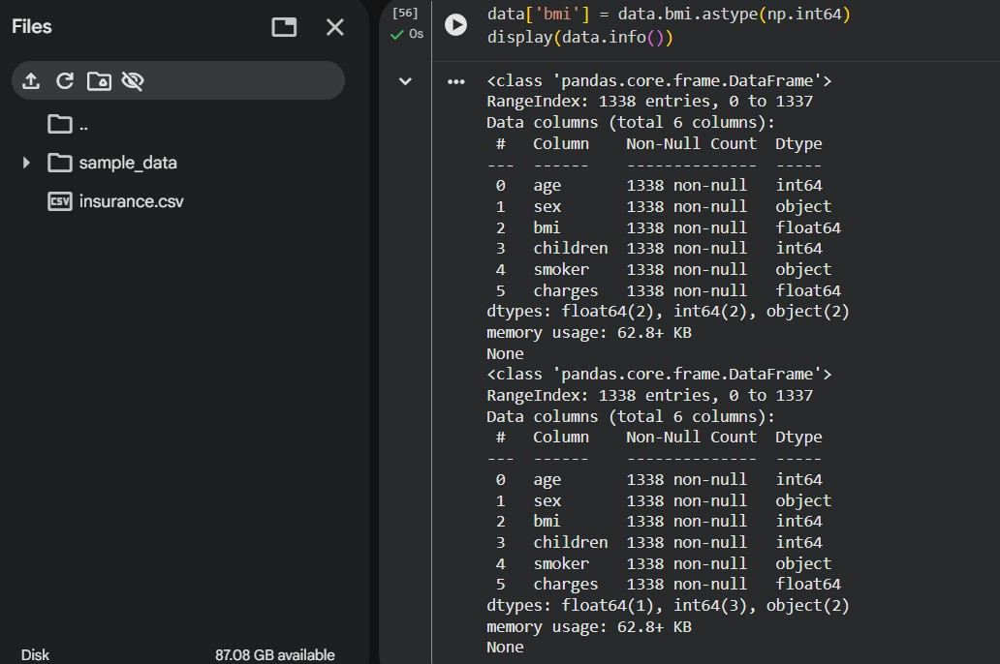 Files
..
sample_data
CSV insurance.csv
Disk 87.08 GB available
[56]
0s
data['bmi'] = data.bmi.astype(np.int64)
display(data.info())
<class 'pandas.core.frame.DataFrame'>
RangeIndex: 1338 entries, 0 to 1337
Data columns (total 6 columns):
 #   Column    Non-Null Count  Dtype
---  ------    --------------  -----
 0   age       1338 non-null   int64
 1   sex       1338 non-null   object
 2   bmi       1338 non-null   float64
 3   children  1338 non-null   int64
 4   smoker    1338 non-null   object
 5   charges   1338 non-null   float64
dtypes: float64(2), int64(2), object(2)
memory usage: 62.8+ KB
None
<class 'pandas.core.frame.DataFrame'>
RangeIndex: 1338 entries, 0 to 1337
Data columns (total 6 columns):
 #   Column    Non-Null Count  Dtype
---  ------    --------------  -----
 0   age       1338 non-null   int64
 1   sex       1338 non-null   object
 2   bmi       1338 non-null   int64
 3   children  1338 non-null   int64
 4   smoker    1338 non-null   object
 5   charges   1338 non-null   float64
dtypes: float64(1), int64(3), object(2)
memory usage: 62.8+ KB
None